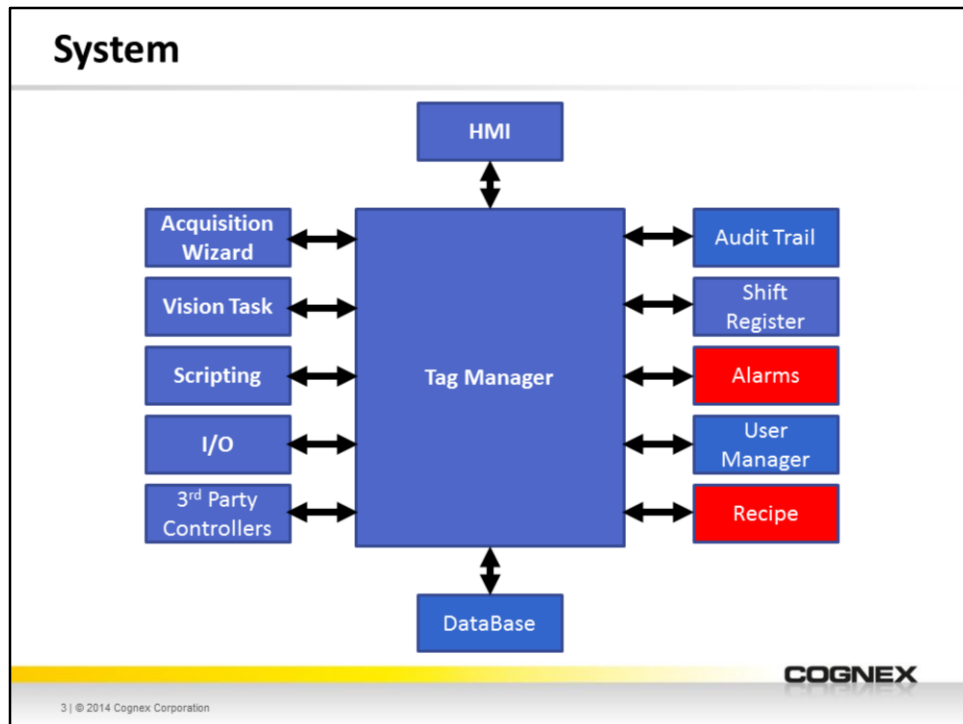 System
HMI
Acquisition
Wizard
Vision Task
Scripting
I/O
3rd Party
Controllers
Tag Manager
Audit Trail
Shift
Register
Alarms
User
Manager
Recipe
DataBase
COGNEX
3 | © 2014 Cognex Corporation